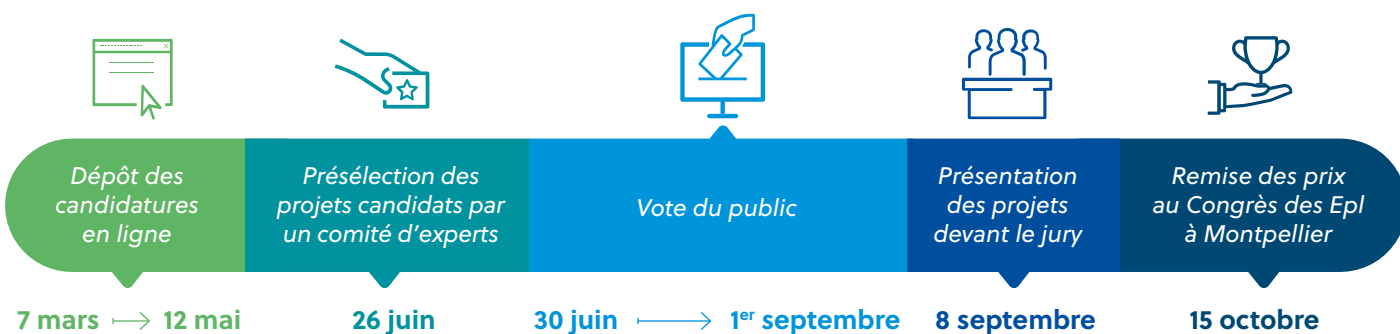 Dépôt des
candidatures
en ligne
Présélection des
projets candidats par
un comité d’experts
Vote du public
Présentation
des projets
devant le jury
Remise des prix
au Congrès des Epl
à Montpellier
7 mars ⟼ 12 mai
26 juin
30 juin ⟼ 1er septembre
8 septembre
15 octobre